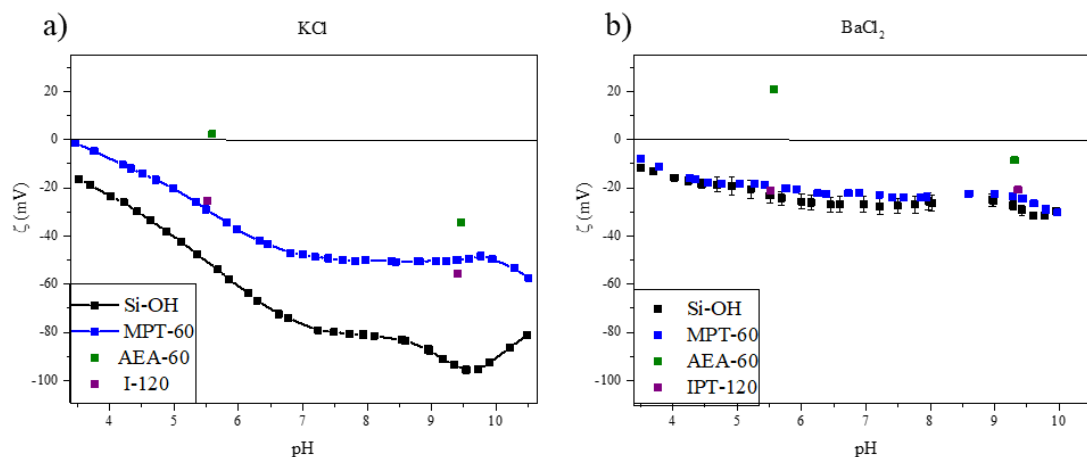 a)
KCl
20
0
-20
-40
-60
-80
-100
ζ (mV)
Si-OH
MPT-60
AEA-60
I-120
4 5 6 7 8 9 10
pH
b)
BaCl₂
20
0
-20
-40
-60
-80
-100
ζ (mV)
Si-OH
MPT-60
AEA-60
IPT-120
4 5 6 7 8 9 10
pH